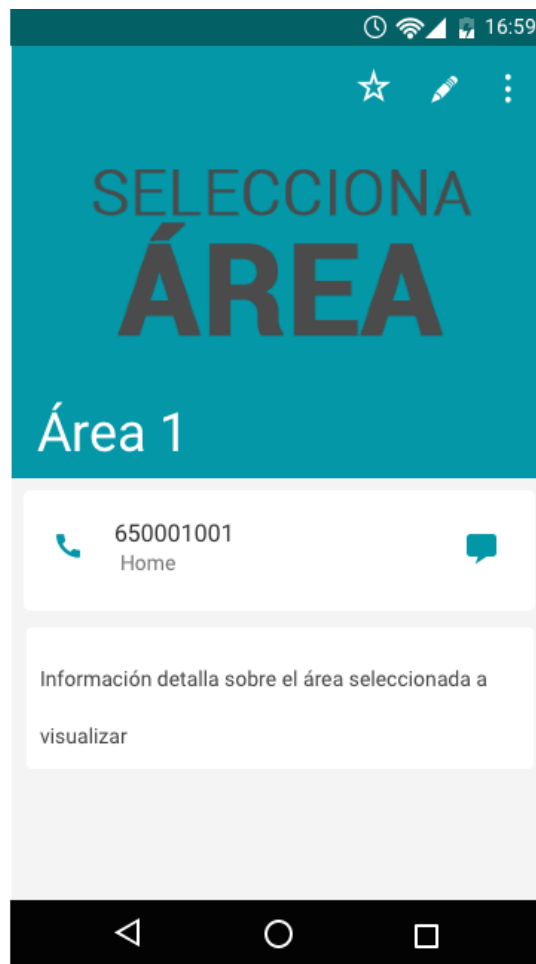 16:59
SELECCIONA
ÁREA
Área 1
650001001
Home
Información detalla sobre el área seleccionada a
visualizar